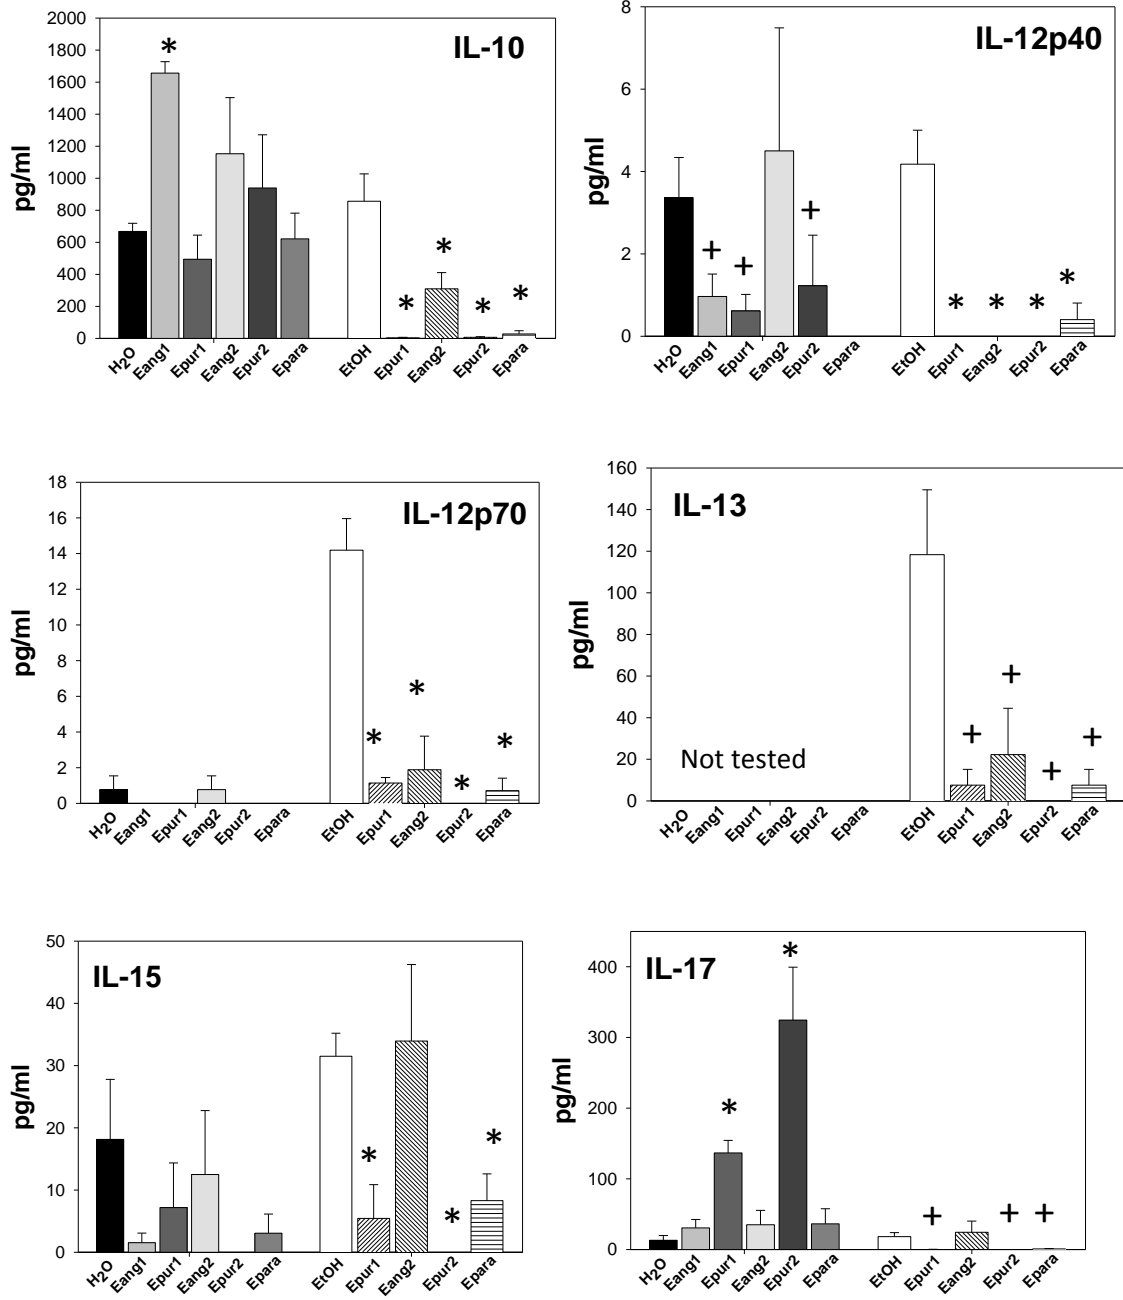 IL-10
pg/ml
2000
1800
1600
1400
1200
1000
800
600
400
200
0
*
*
*
*
*
H2O
Eang1
Epur1
Eang2
Epur2
Epara
EtOH
Epur1
Eang2
Epur2
Epara
IL-12p40
pg/ml
8
6
4
2
0
+
+
+
*
*
*
*
H2O
Eang1
Epur1
Eang2
Epur2
Epara
EtOH
Epur1
Eang2
Epur2
Epara
IL-12p70
pg/ml
18
16
14
12
10
8
6
4
2
0
*
*
*
*
H2O
Eang1
Epur1
Eang2
Epur2
Epara
EtOH
Epur1
Eang2
Epur2
Epara
IL-13
pg/ml
160
140
120
100
80
60
40
20
0
Not tested
+
+
+
+
H2O
Eang1
Epur1
Eang2
Epur2
Epara
EtOH
Epur1
Eang2
Epur2
Epara
IL-15
pg/ml
50
40
30
20
10
0
*
*
*
H2O
Eang1
Epur1
Eang2
Epur2
Epara
EtOH
Epur1
Eang2
Epur2
Epara
IL-17
pg/ml
400
300
200
100
0
*
*
+
+
+
H2O
Eang1
Epur1
Eang2
Epur2
Epara
EtOH
Epur1
Eang2
Epur2
Epara